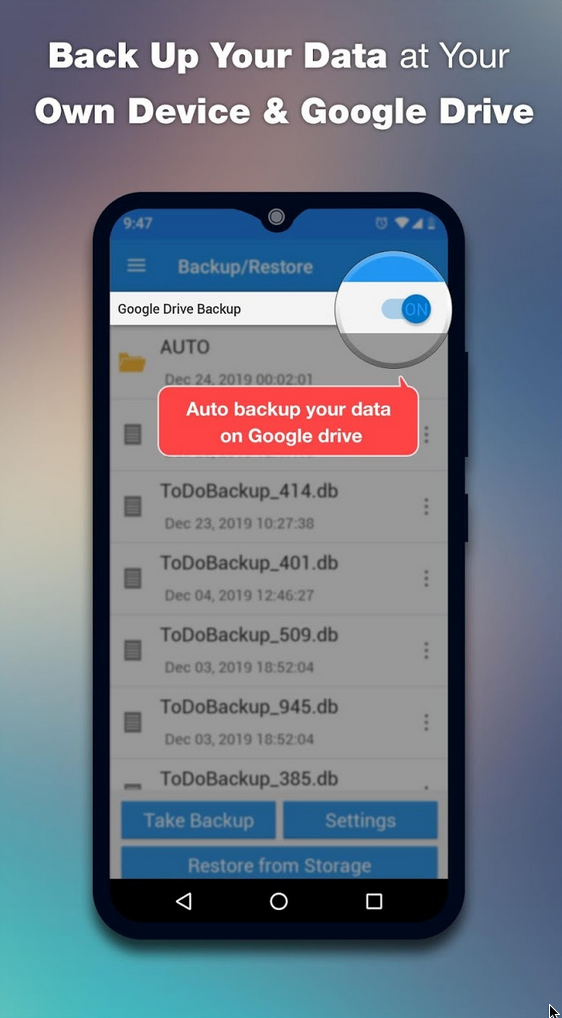 Back Up Your Data at Your
Own Device & Google Drive
9:47
Backup/Restore
Google Drive Backup
ON
AUTO
Dec 24, 2019 00:02:01
Auto backup your data
on Google drive
ToDoBackup_414.db
Dec 23, 2019 10:27:38
ToDoBackup_401.db
Dec 04, 2019 12:46:27
ToDoBackup_509.db
Dec 03, 2019 18:52:04
ToDoBackup_945.db
Dec 03, 2019 18:52:04
ToDoBackup_385.db
Take Backup
Settings
Restore from Storage